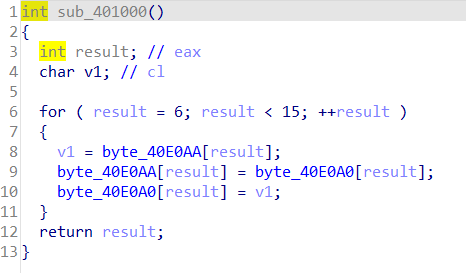 1 int sub_401000()
2 {
3   int result; // eax
4   char v1; // cl
5
6   for ( result = 6; result < 15; ++result )
7   {
8     v1 = byte_40E0AA[result];
9     byte_40E0AA[result] = byte_40E0A0[result];
10     byte_40E0A0[result] = v1;
11   }
12   return result;
13 }